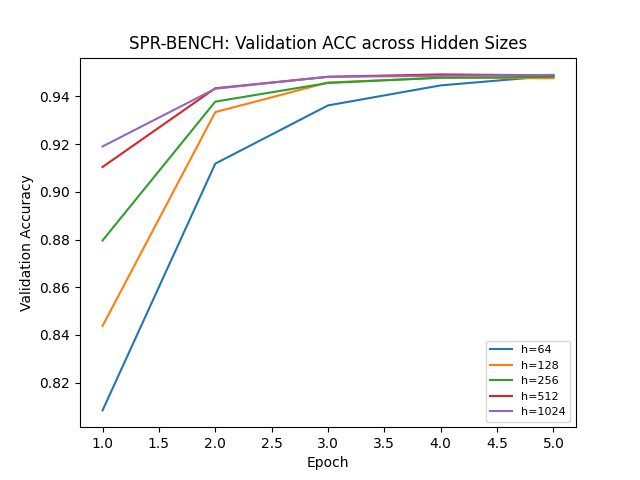 SPR-BENCH: Validation ACC across Hidden Sizes
Validation Accuracy
0.94
0.92
0.90
0.88
0.86
0.84
0.82
1.0 1.5 2.0 2.5 3.0 3.5 4.0 4.5 5.0
Epoch
h=64
h=128
h=256
h=512
h=1024